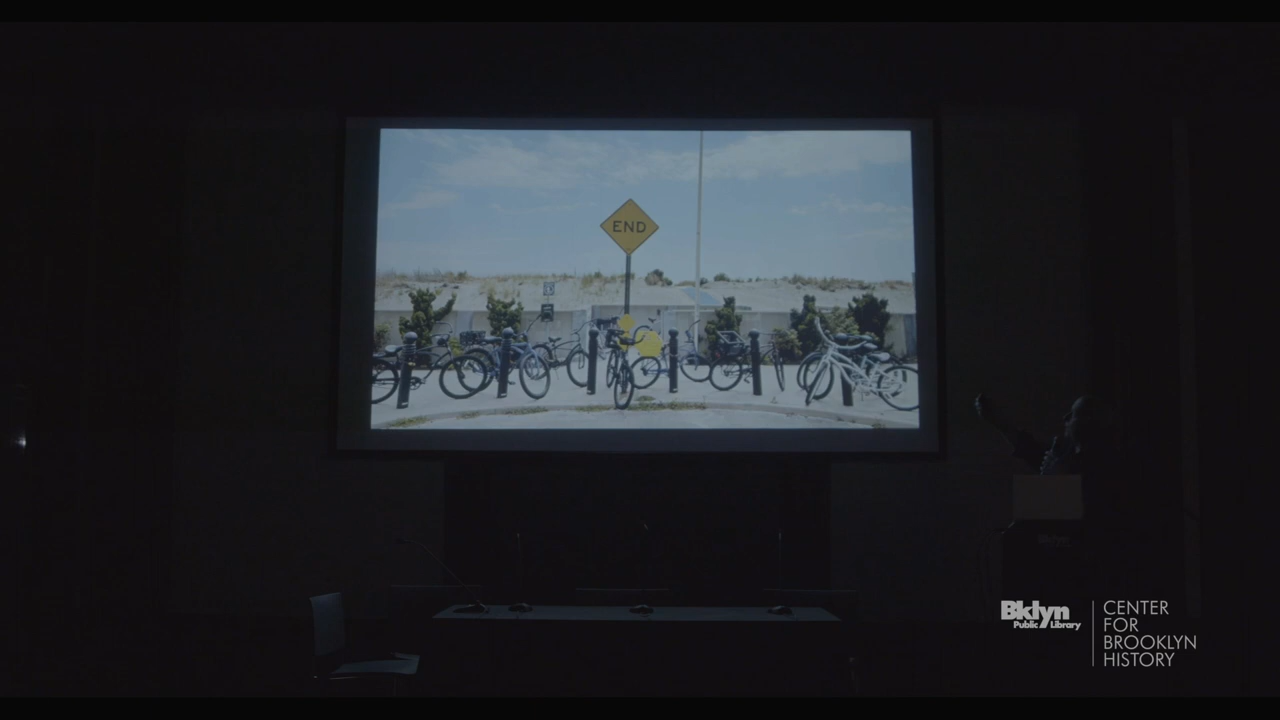 END
Bklyn
Public Library
CENTER
FOR
BROOKLYN
HISTORY